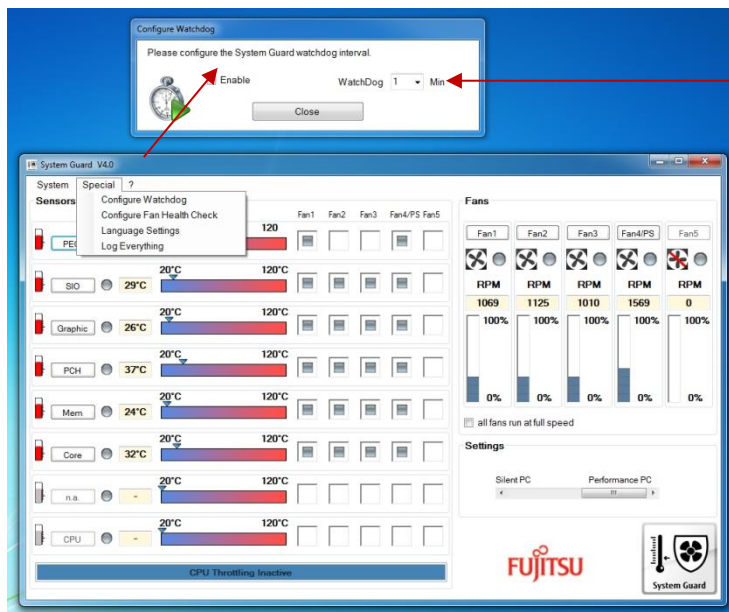 Configure Watchdog
Please configure the System Guard watchdog interval.
Enable
WatchDog 1 Min
Close
System Guard V4.0
System Special ?
Configure Watchdog
Configure Fan Health Check
Language Settings
Log Everything
Sensors
120
Fan1 Fan2 Fan3 Fan4/PS Fan5
SIO 29°C 20°C 120°C
Graphic 26°C 20°C 120°C
PCH 37°C 20°C 120°C
Mem 24°C 20°C 120°C
Core 32°C 20°C 120°C
n.a. - 20°C 120°C
CPU - 20°C 120°C
CPU Throttling Inactive
Fans
Fan1 Fan2 Fan3 Fan4/PS Fan5
RPM RPM RPM RPM RPM
1069 1125 1010 1569 0
100% 100% 100% 100% 100%
0% 0% 0% 0% 0%
all fans run at full speed
Settings
Silent PC Performance PC
FUJITSU
System Guard